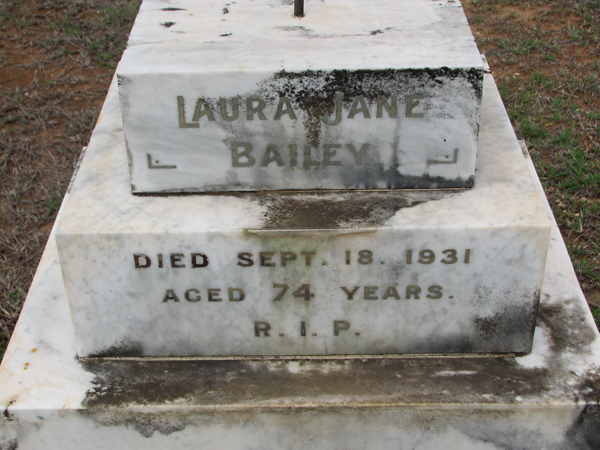 LAURA JANE
BAILEY
DIED SEPT. 18. 1931
AGED 74 YEARS.
R. I. P.